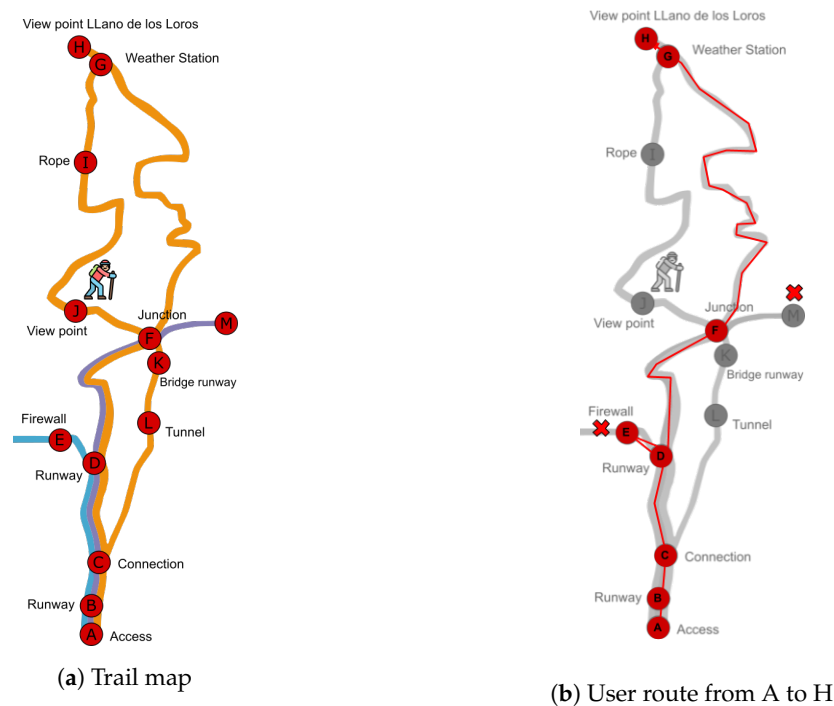 View point LLano de los Loros
H
G
Weather Station
Rope
I
J
View point
Junction
F
M
K
Bridge runway
Firewall
E
L
Tunnel
D
Runway
C
Connection
Runway
B
A
Access
(a) Trail map
View point LLano de los Loros
H
G
Weather Station
Rope
I
J
View point
Junction
F
M
K
Bridge runway
Firewall
E
L
Tunnel
D
Runway
C
Connection
Runway
B
A
Access
(b) User route from A to H